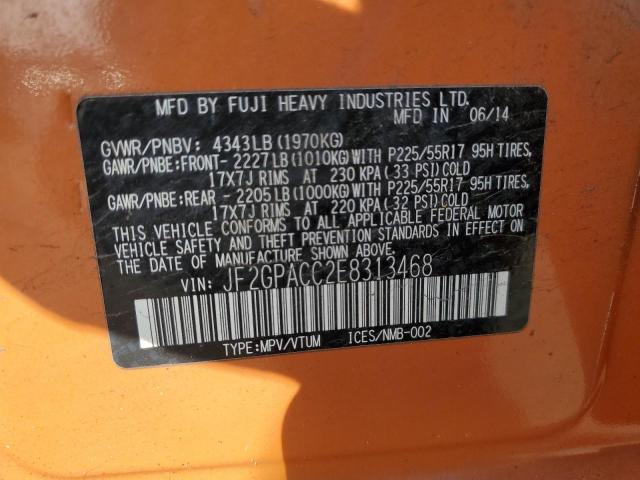 MFD BY FUJI HEAVY INDUSTRIES LTD.
MFD IN 06/14
GVWR/PNBV: 4343LB(1970KG)
GAWR/PNBE:FRONT-2227LB(1010KG)WITH P225/55R17 95H TIRES,
17X7J RIMS AT 230 KPA(33 PSI)COLD
GAWR/PNBE:REAR -2205LB(1000KG)WITH P225/55R17 95H TIRES,
17X7J RIMS AT 220 KPA(32 PSI)COLD
THIS VEHICLE CONFORMS TO ALL APPLICABLE FEDERAL MOTOR
VEHICLE SAFETY AND THEFT PREVENTION STANDARDS IN EFFECT
ON THE DATE OF MANUFACTURE SHOWN ABOVE.
VIN: JF2GPACC2E8313468
TYPE:MPV/VTUM ICES/NMB-002